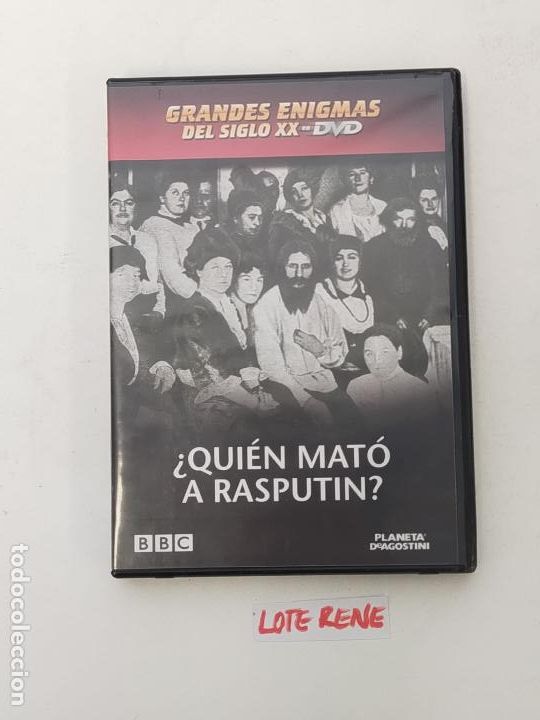 GRANDES ENIGMAS
DEL SIGLO XX EN DVD
¿QUIÉN MATÓ
A RASPUTIN?
BBC
PLANETA
DeAGOSTINI
LOTE RENE
todocoleccion